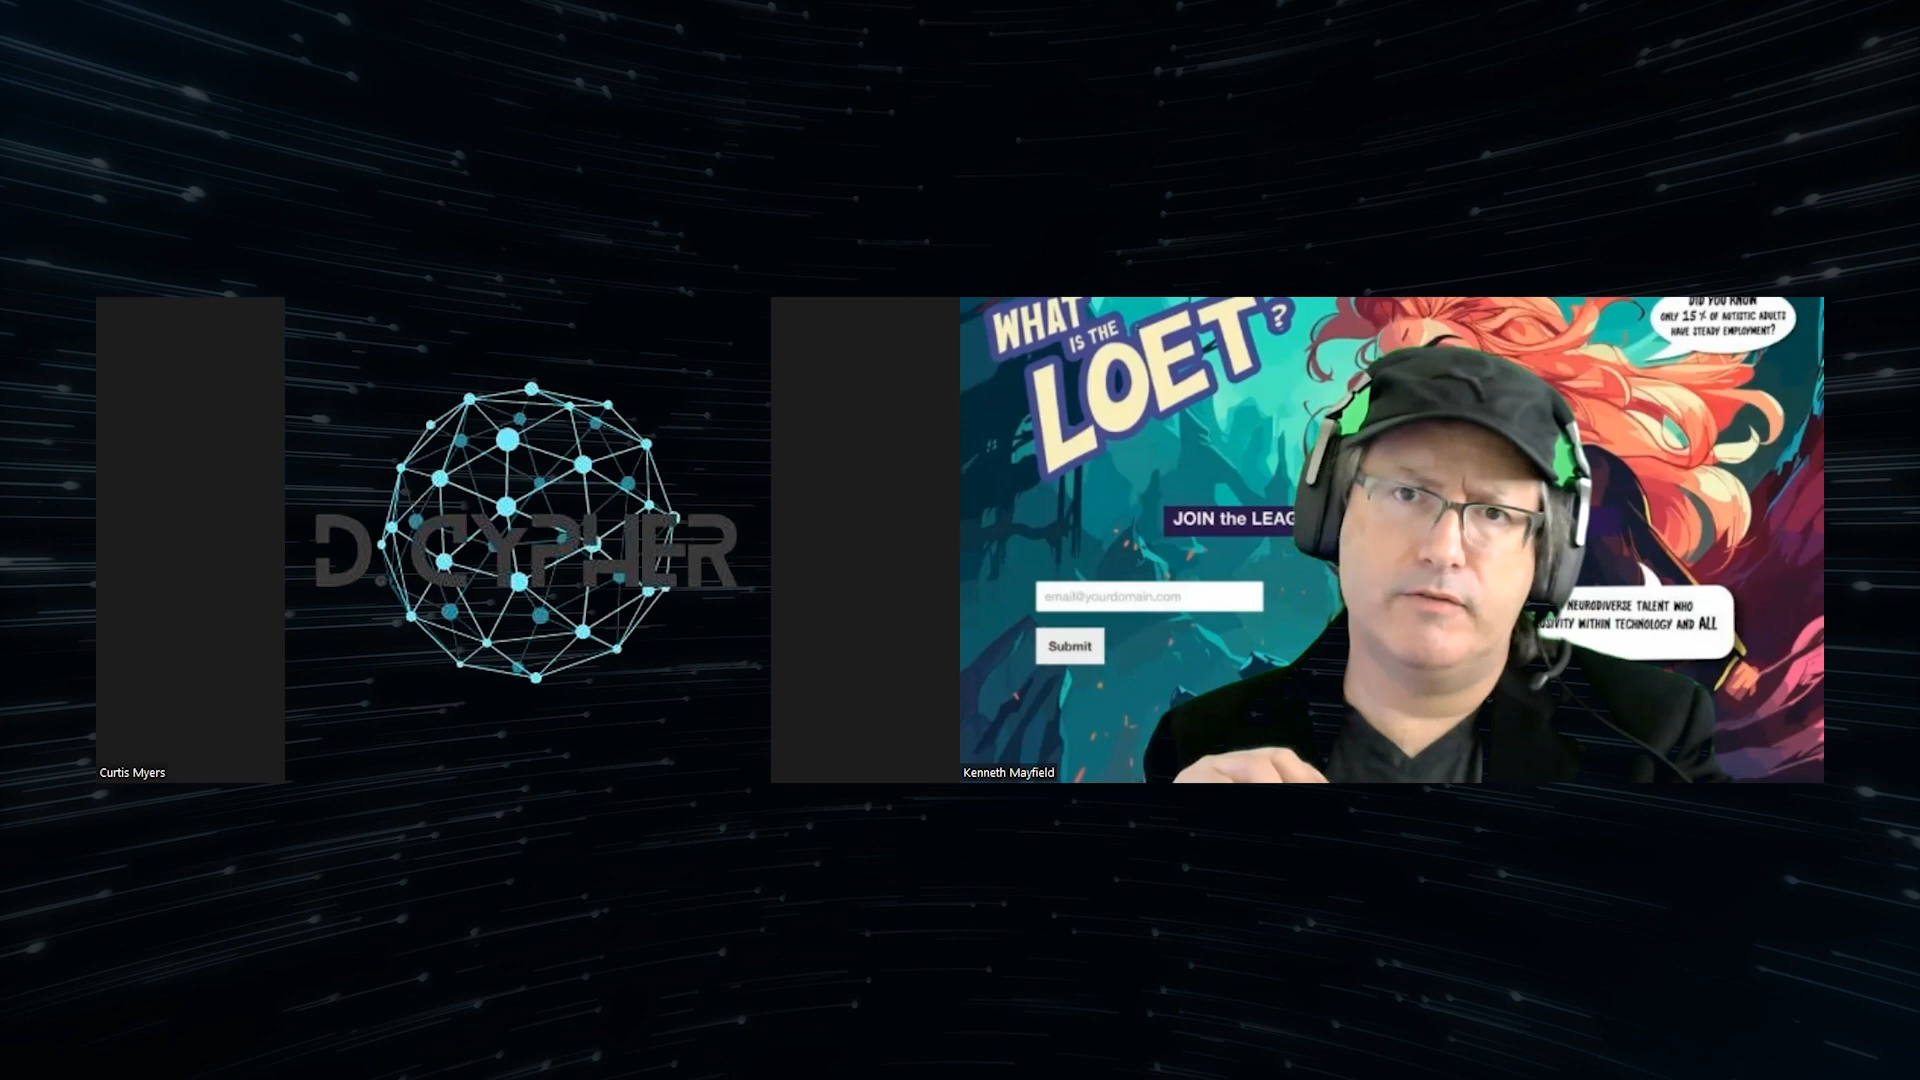 D.CYPHER
Curtis Myers
WHAT
IS THE
LOET?
DID YOU KNOW
ONLY 15% OF AUTISTIC ADULTS
HAVE STEADY EMPLOYMENT?
JOIN the LEAG
email@yourdomain.com
Submit
NEURODIVERSE TALENT WHO
WITHIN TECHNOLOGY AND ALL
Kenneth Mayfield